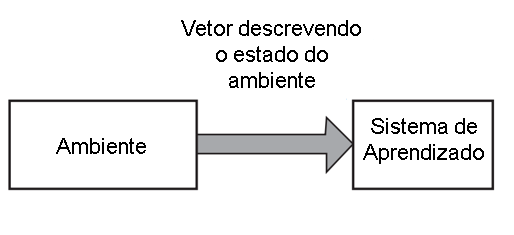 Vetor descrevendo
o estado do
ambiente
Ambiente
Sistema de
Aprendizado